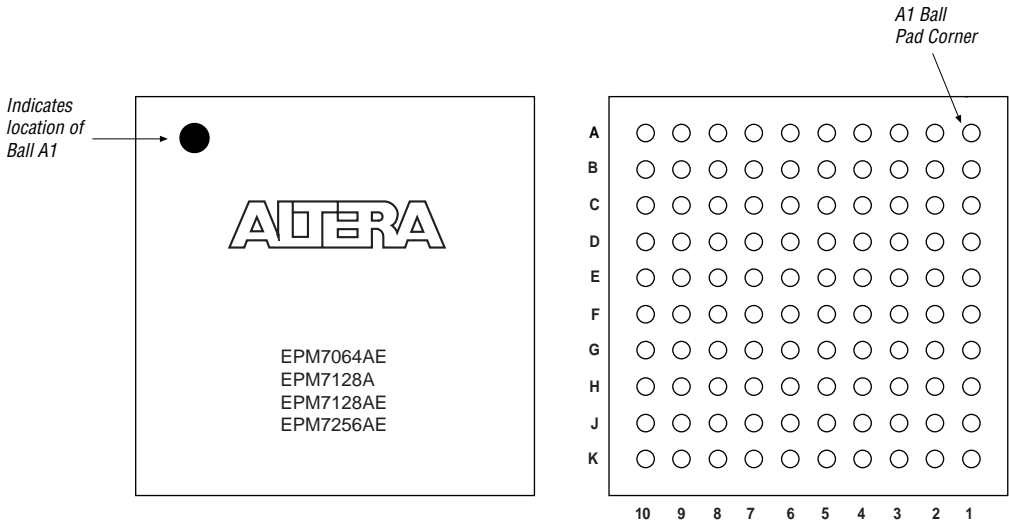 A1 Ball
Pad Corner
Indicates
location of
Ball A1
ALTERA
EPM7064AE
EPM7128A
EPM7128AE
EPM7256AE
A
B
C
D
E
F
G
H
J
K
10 9 8 7 6 5 4 3 2 1